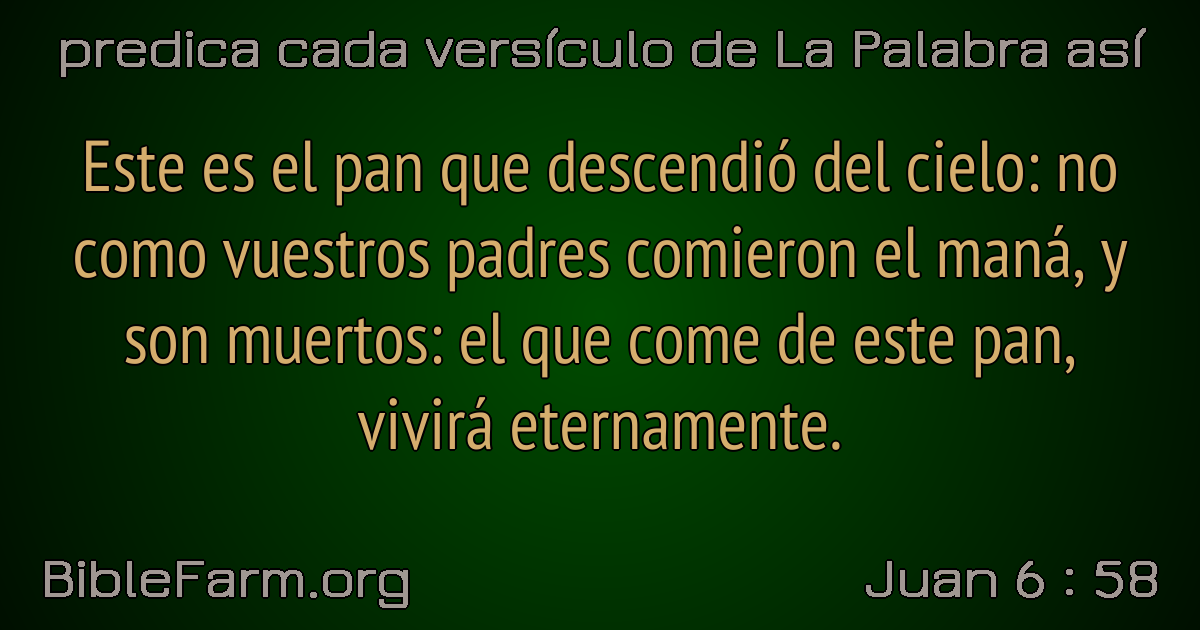 predica cada versículo de La Palabra así
Este es el pan que descendió del cielo: no
como vuestros padres comieron el maná, y
son muertos: el que come de este pan,
vivirá eternamente.
BibleFarm.org
Juan 6 : 58